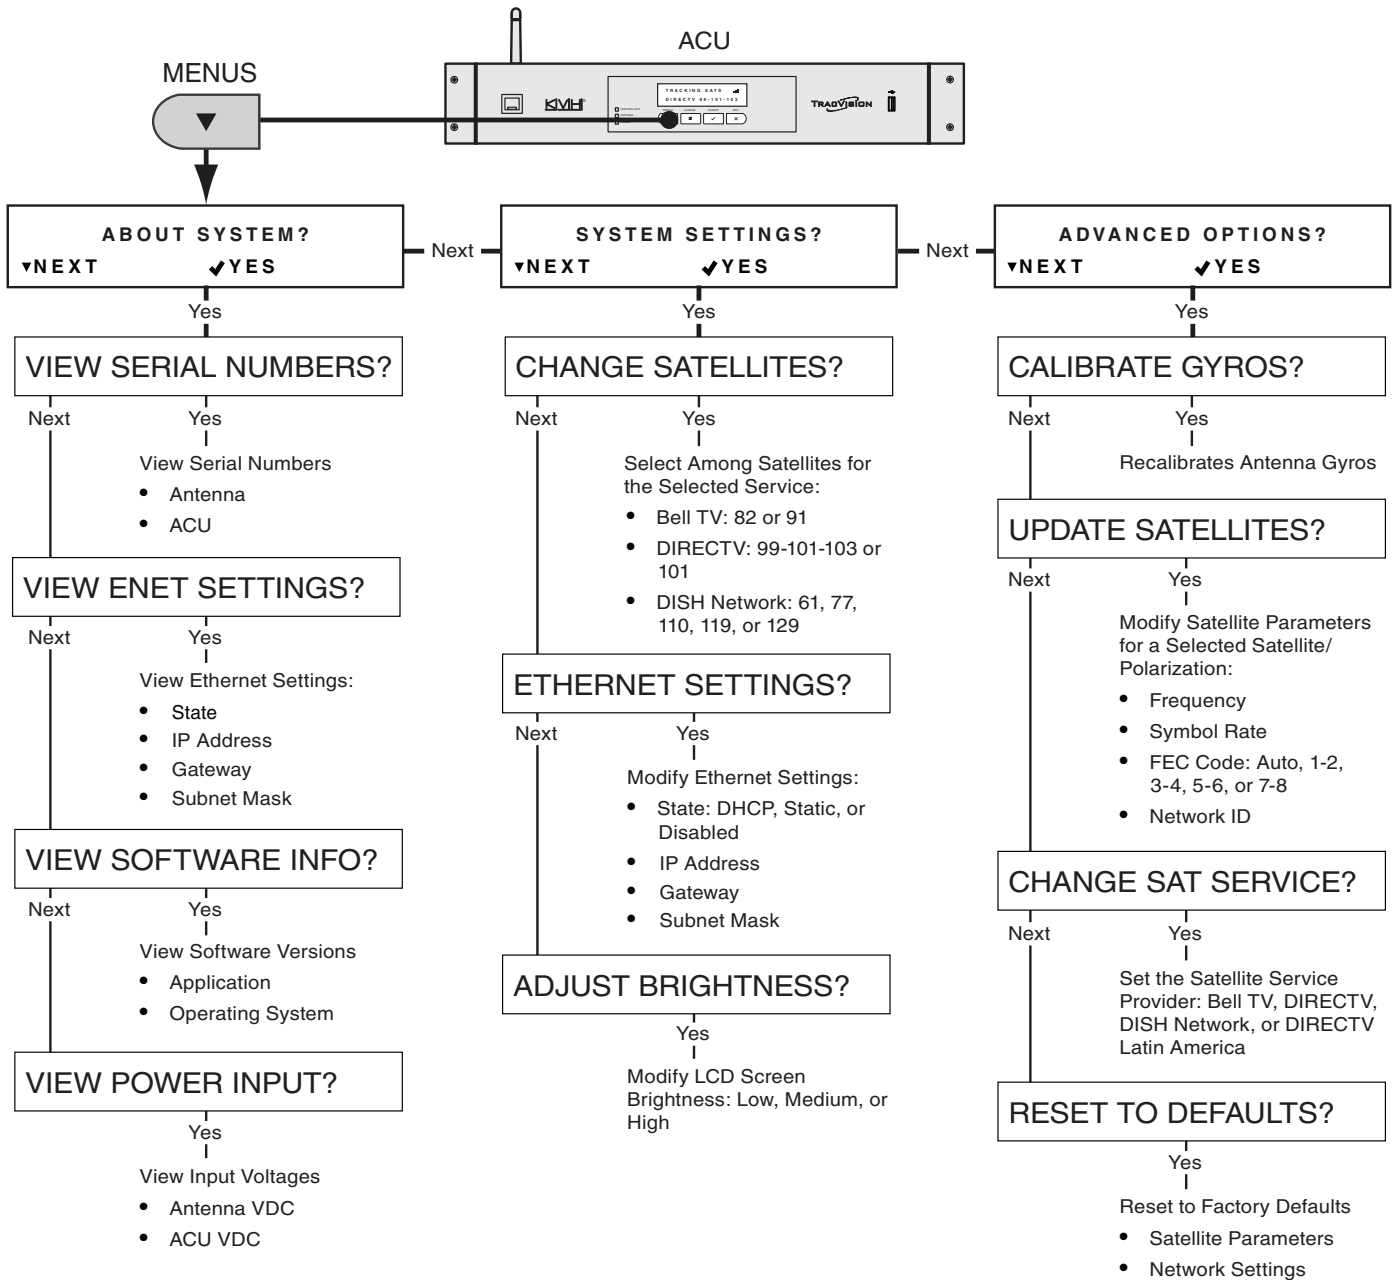 ACU
MENUS
TRACKING SATS
DIRECTV 99-101-103
KVH
TRACVISION
ABOUT SYSTEM?
▼NEXT ✔YES
Next
SYSTEM SETTINGS?
▼NEXT ✔YES
Next
ADVANCED OPTIONS?
▼NEXT ✔YES
Yes
VIEW SERIAL NUMBERS?
Next Yes
View Serial Numbers
• Antenna
• ACU
VIEW ENET SETTINGS?
Next Yes
View Ethernet Settings:
• State
• IP Address
• Gateway
• Subnet Mask
VIEW SOFTWARE INFO?
Next Yes
View Software Versions
• Application
• Operating System
VIEW POWER INPUT?
Yes
View Input Voltages
• Antenna VDC
• ACU VDC
Yes
CHANGE SATELLITES?
Next Yes
Select Among Satellites for
the Selected Service:
• Bell TV: 82 or 91
• DIRECTV: 99-101-103 or
101
• DISH Network: 61, 77,
110, 119, or 129
ETHERNET SETTINGS?
Next Yes
Modify Ethernet Settings:
• State: DHCP, Static, or
Disabled
• IP Address
• Gateway
• Subnet Mask
ADJUST BRIGHTNESS?
Yes
Modify LCD Screen
Brightness: Low, Medium, or
High
Yes
CALIBRATE GYROS?
Next Yes
Recalibrates Antenna Gyros
UPDATE SATELLITES?
Next Yes
Modify Satellite Parameters
for a Selected Satellite/
Polarization:
• Frequency
• Symbol Rate
• FEC Code: Auto, 1-2,
3-4, 5-6, or 7-8
• Network ID
CHANGE SAT SERVICE?
Next Yes
Set the Satellite Service
Provider: Bell TV, DIRECTV,
DISH Network, or DIRECTV
Latin America
RESET TO DEFAULTS?
Yes
Reset to Factory Defaults
• Satellite Parameters
• Network Settings